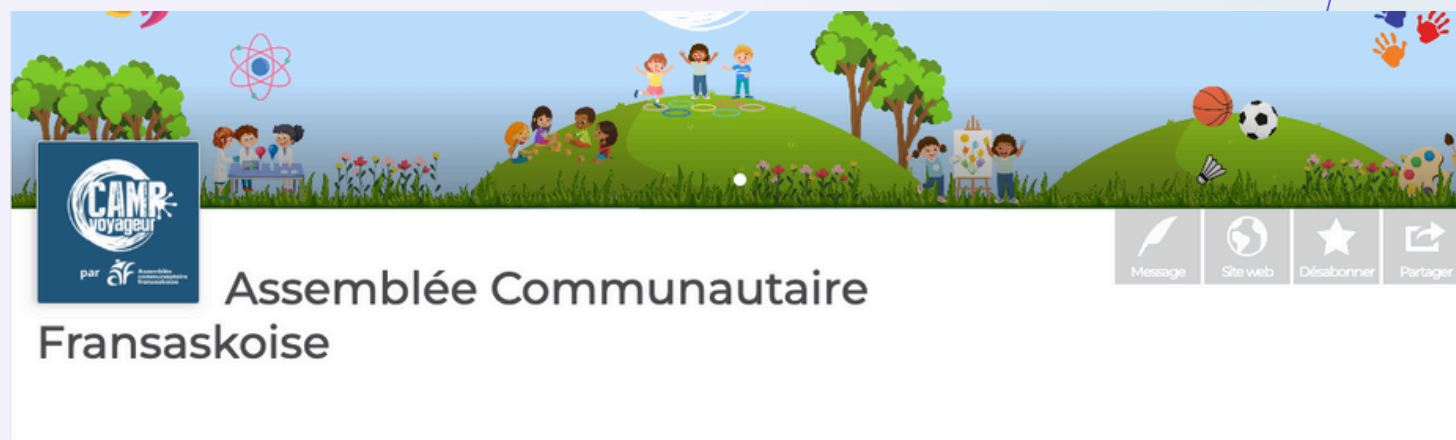 CAMP
voyageur
par Assemblée
communautaire
fransaskoise
Message
Site web
Désabonner
Partager
Assemblée Communautaire
Fransaskoise